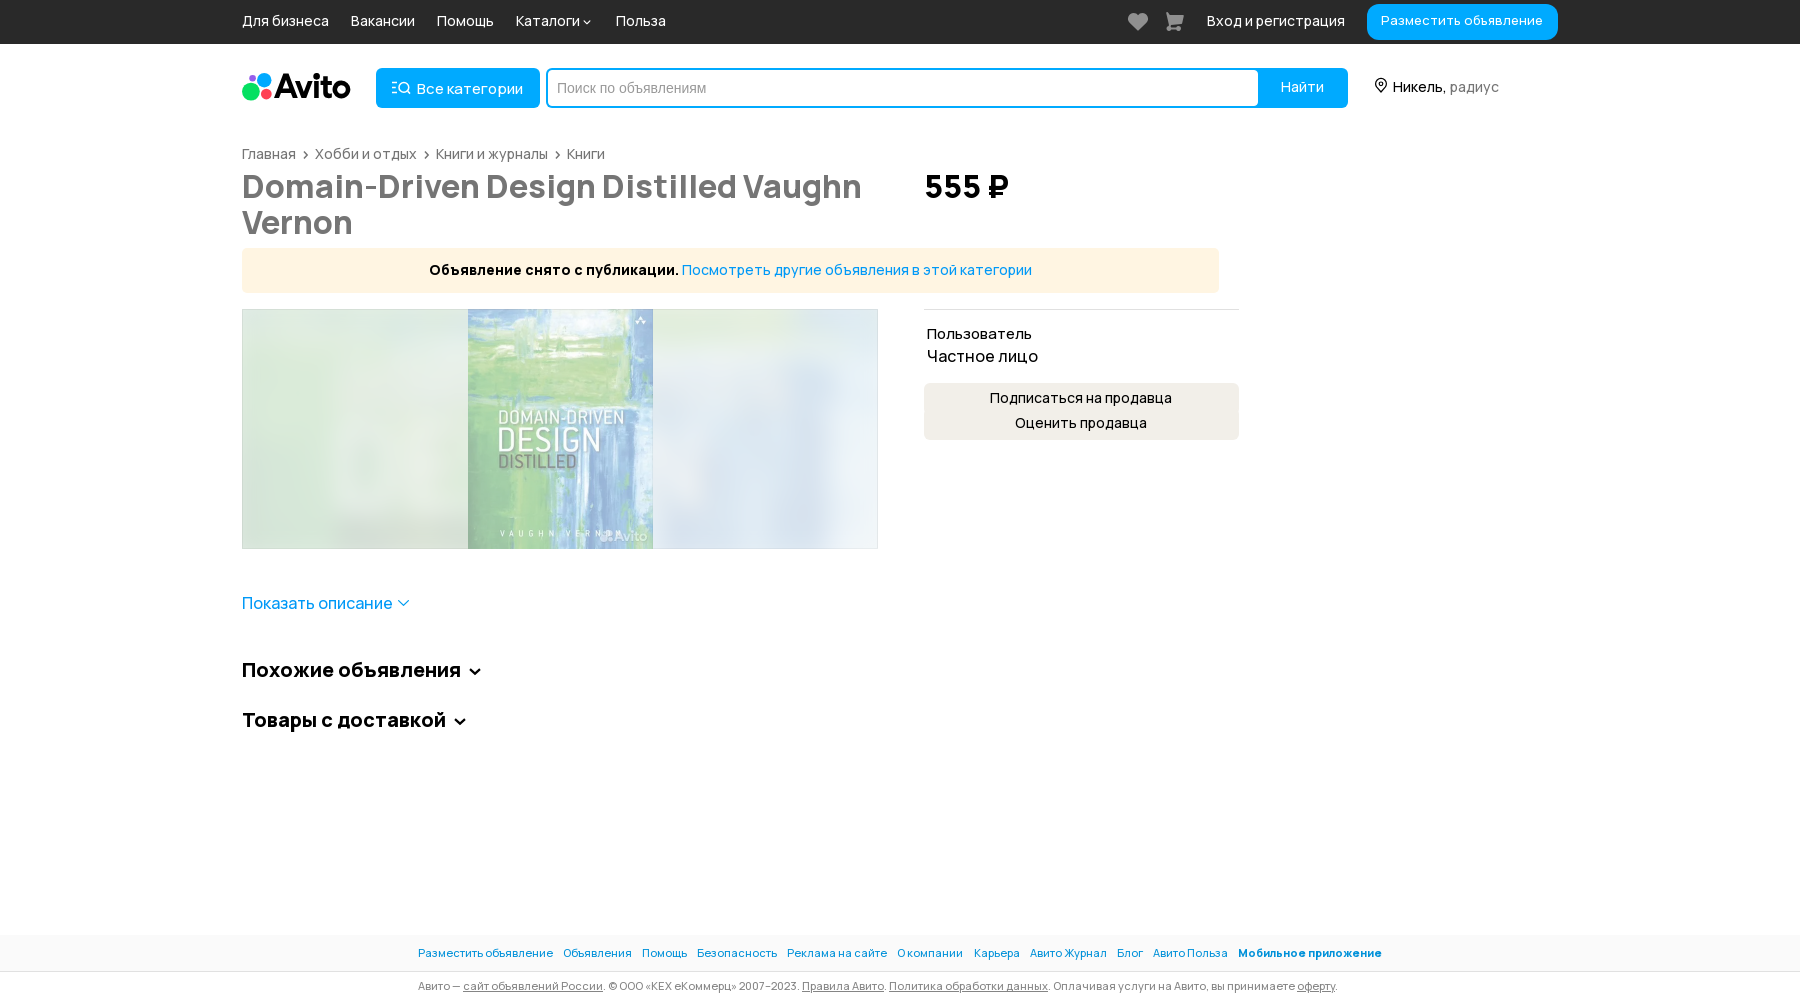 Для бизнеса Вакансии Помощь Каталоги Польза Вход и регистрация Разместить объявление
Avito Все категории Поиск по объявлениям Найти Никель, радиус
Главная › Хобби и отдых › Книги и журналы › Книги
Domain-Driven Design Distilled Vaughn
Vernon
555 ₽
Объявление снято с публикации. Посмотреть другие объявления в этой категории
DOMAIN-DRIVEN
DESIGN
DISTILLED
VAUGHN VERNON
Avito
Пользователь
Частное лицо
Подписаться на продавца
Оценить продавца
Показать описание
Похожие объявления
Товары с доставкой
Разместить объявление Объявления Помощь Безопасность Реклама на сайте О компании Карьера Авито Журнал Блог Авито Польза Мобильное приложение
Авито — сайт объявлений России. © ООО «КЕХ еКоммерц» 2007–2023. Правила Авито. Политика обработки данных. Оплачивая услуги на Авито, вы принимаете оферту.